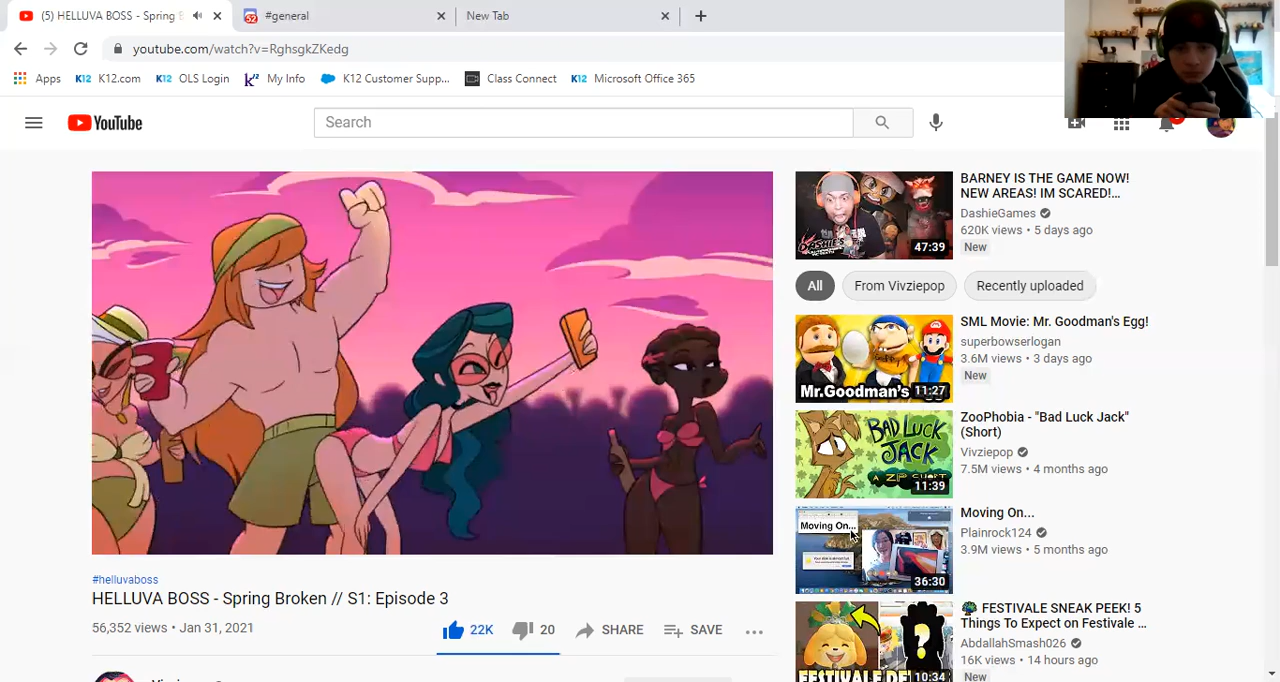 (5) HELLUVA BOSS - Spring B
#general
New Tab
youtube.com/watch?v=RghsgkZKedg
Apps
K12 K12.com
K12 OLS Login
K12 My Info
K12 Customer Supp...
Class Connect
K12 Microsoft Office 365
YouTube
Search
#helluvaboss
HELLUVA BOSS - Spring Broken // S1: Episode 3
56,352 views • Jan 31, 2021
22K
20
SHARE
SAVE
BARNEY IS THE GAME NOW!
NEW AREAS! IM SCARED!...
DashieGames
620K views • 5 days ago
New
47:39
All
From Vivziepop
Recently uploaded
SML Movie: Mr. Goodman's Egg!
superbowserlogan
3.6M views • 3 days ago
New
Mr.Goodman's
11:27
ZooPhobia - "Bad Luck Jack"
(Short)
Vivziepop
7.5M views • 4 months ago
BAD LUCK
JACK
11:39
Moving On...
Plainrock124
3.9M views • 5 months ago
Moving On...
36:30
FESTIVALE SNEAK PEEK! 5
Things To Expect on Festivale ...
AbdallahSmash026
16K views • 14 hours ago
New
10:34